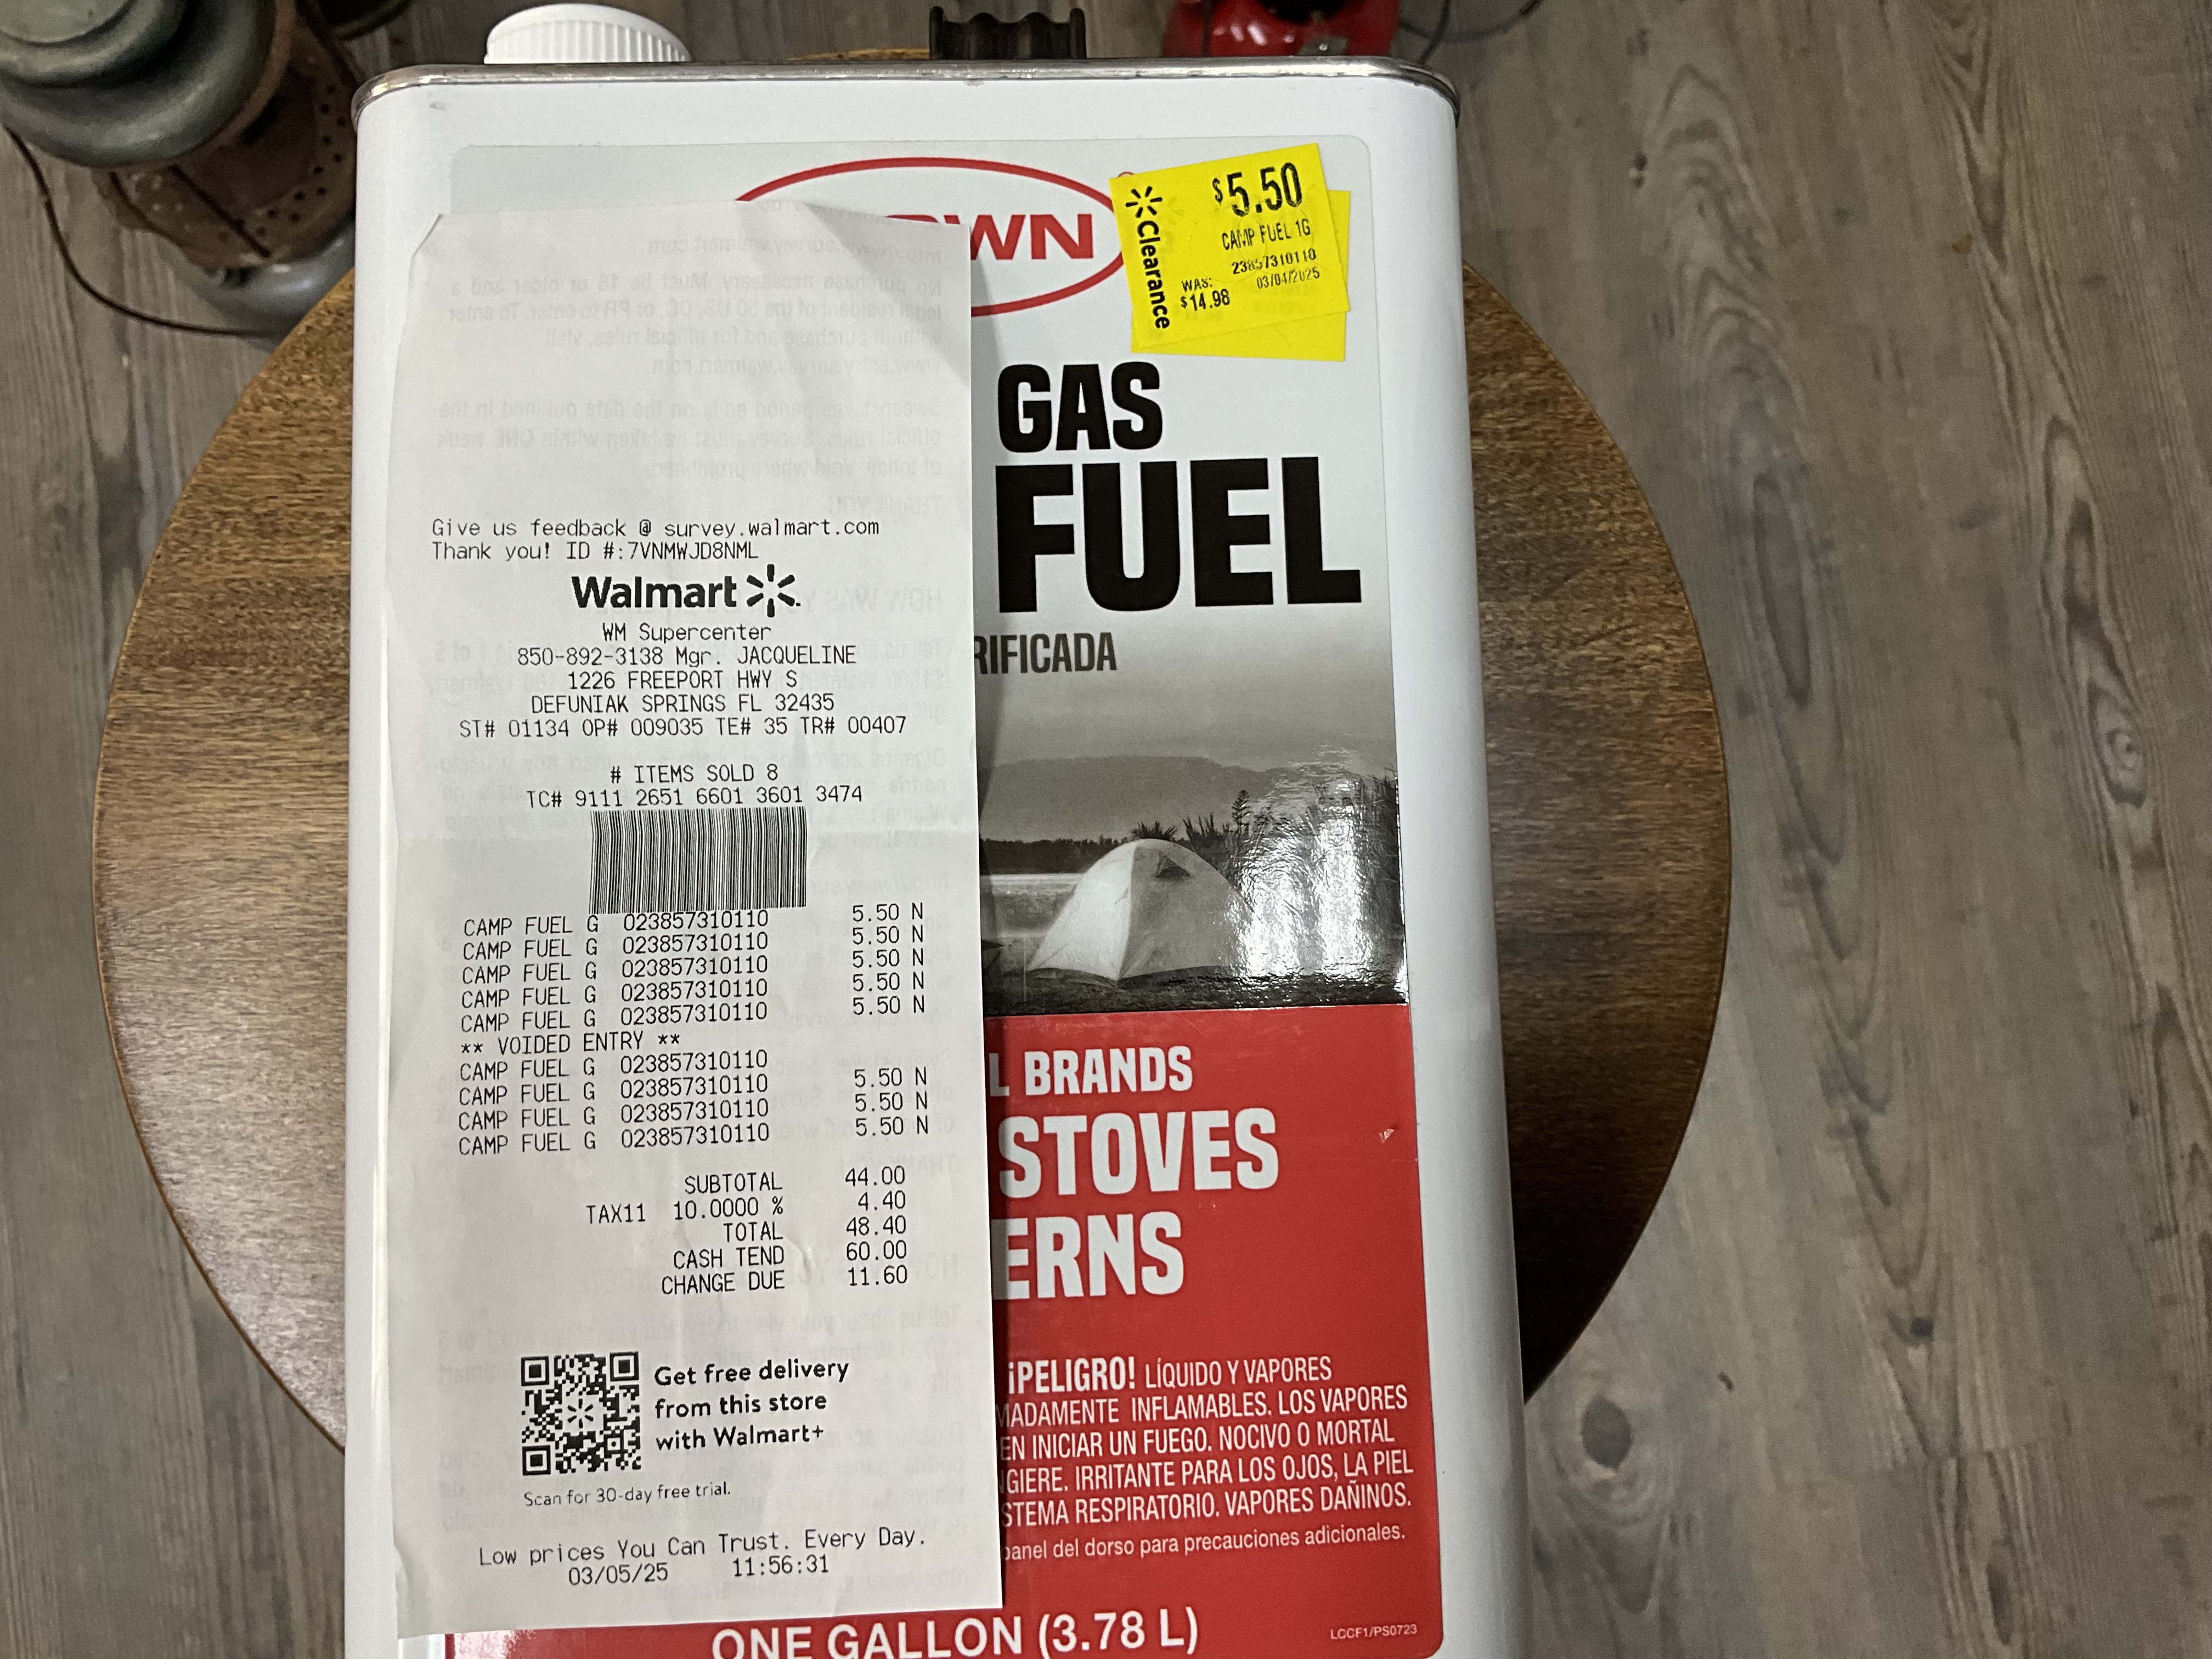 Give us feedback @ survey.walmart.com
Thank you! ID #:7VNMWJD8NML
Walmart
WM Supercenter
850-892-3138 Mgr. JACQUELINE
1226 FREEPORT HWY S
DEFUNIAK SPRINGS FL 32435
ST# 01134 OP# 009035 TE# 35 TR# 00407
# ITEMS SOLD 8
TC# 9111 2651 6601 3601 3474
CAMP FUEL G 023857310110 5.50 N
CAMP FUEL G 023857310110 5.50 N
CAMP FUEL G 023857310110 5.50 N
CAMP FUEL G 023857310110 5.50 N
CAMP FUEL G 023857310110 5.50 N
** VOIDED ENTRY **
CAMP FUEL G 023857310110
CAMP FUEL G 023857310110 5.50 N
CAMP FUEL G 023857310110 5.50 N
CAMP FUEL G 023857310110 5.50 N
SUBTOTAL 44.00
TAX11 10.0000 % 4.40
TOTAL 48.40
CASH TEND 60.00
CHANGE DUE 11.60
Get free delivery
from this store
with Walmart+
Scan for 30-day free trial.
Low prices You Can Trust. Every Day.
03/05/25 11:56:31
WN
Clearance
$5.50
CAMP FUEL 1G
23857310110
WAS: 03/04/2025
$14.98
GAS
FUEL
RIFICADA
L BRANDS
STOVES
ERNS
¡PELIGRO! LÍQUIDO Y VAPORES
MADAMENTE INFLAMABLES. LOS VAPORES
EN INICIAR UN FUEGO. NOCIVO O MORTAL
NGIERE. IRRITANTE PARA LOS OJOS, LA PIEL
STEMA RESPIRATORIO. VAPORES DAÑINOS.
panel del dorso para precauciones adicionales.
ONE GALLON (3.78 L)
LCCF1/PS0723